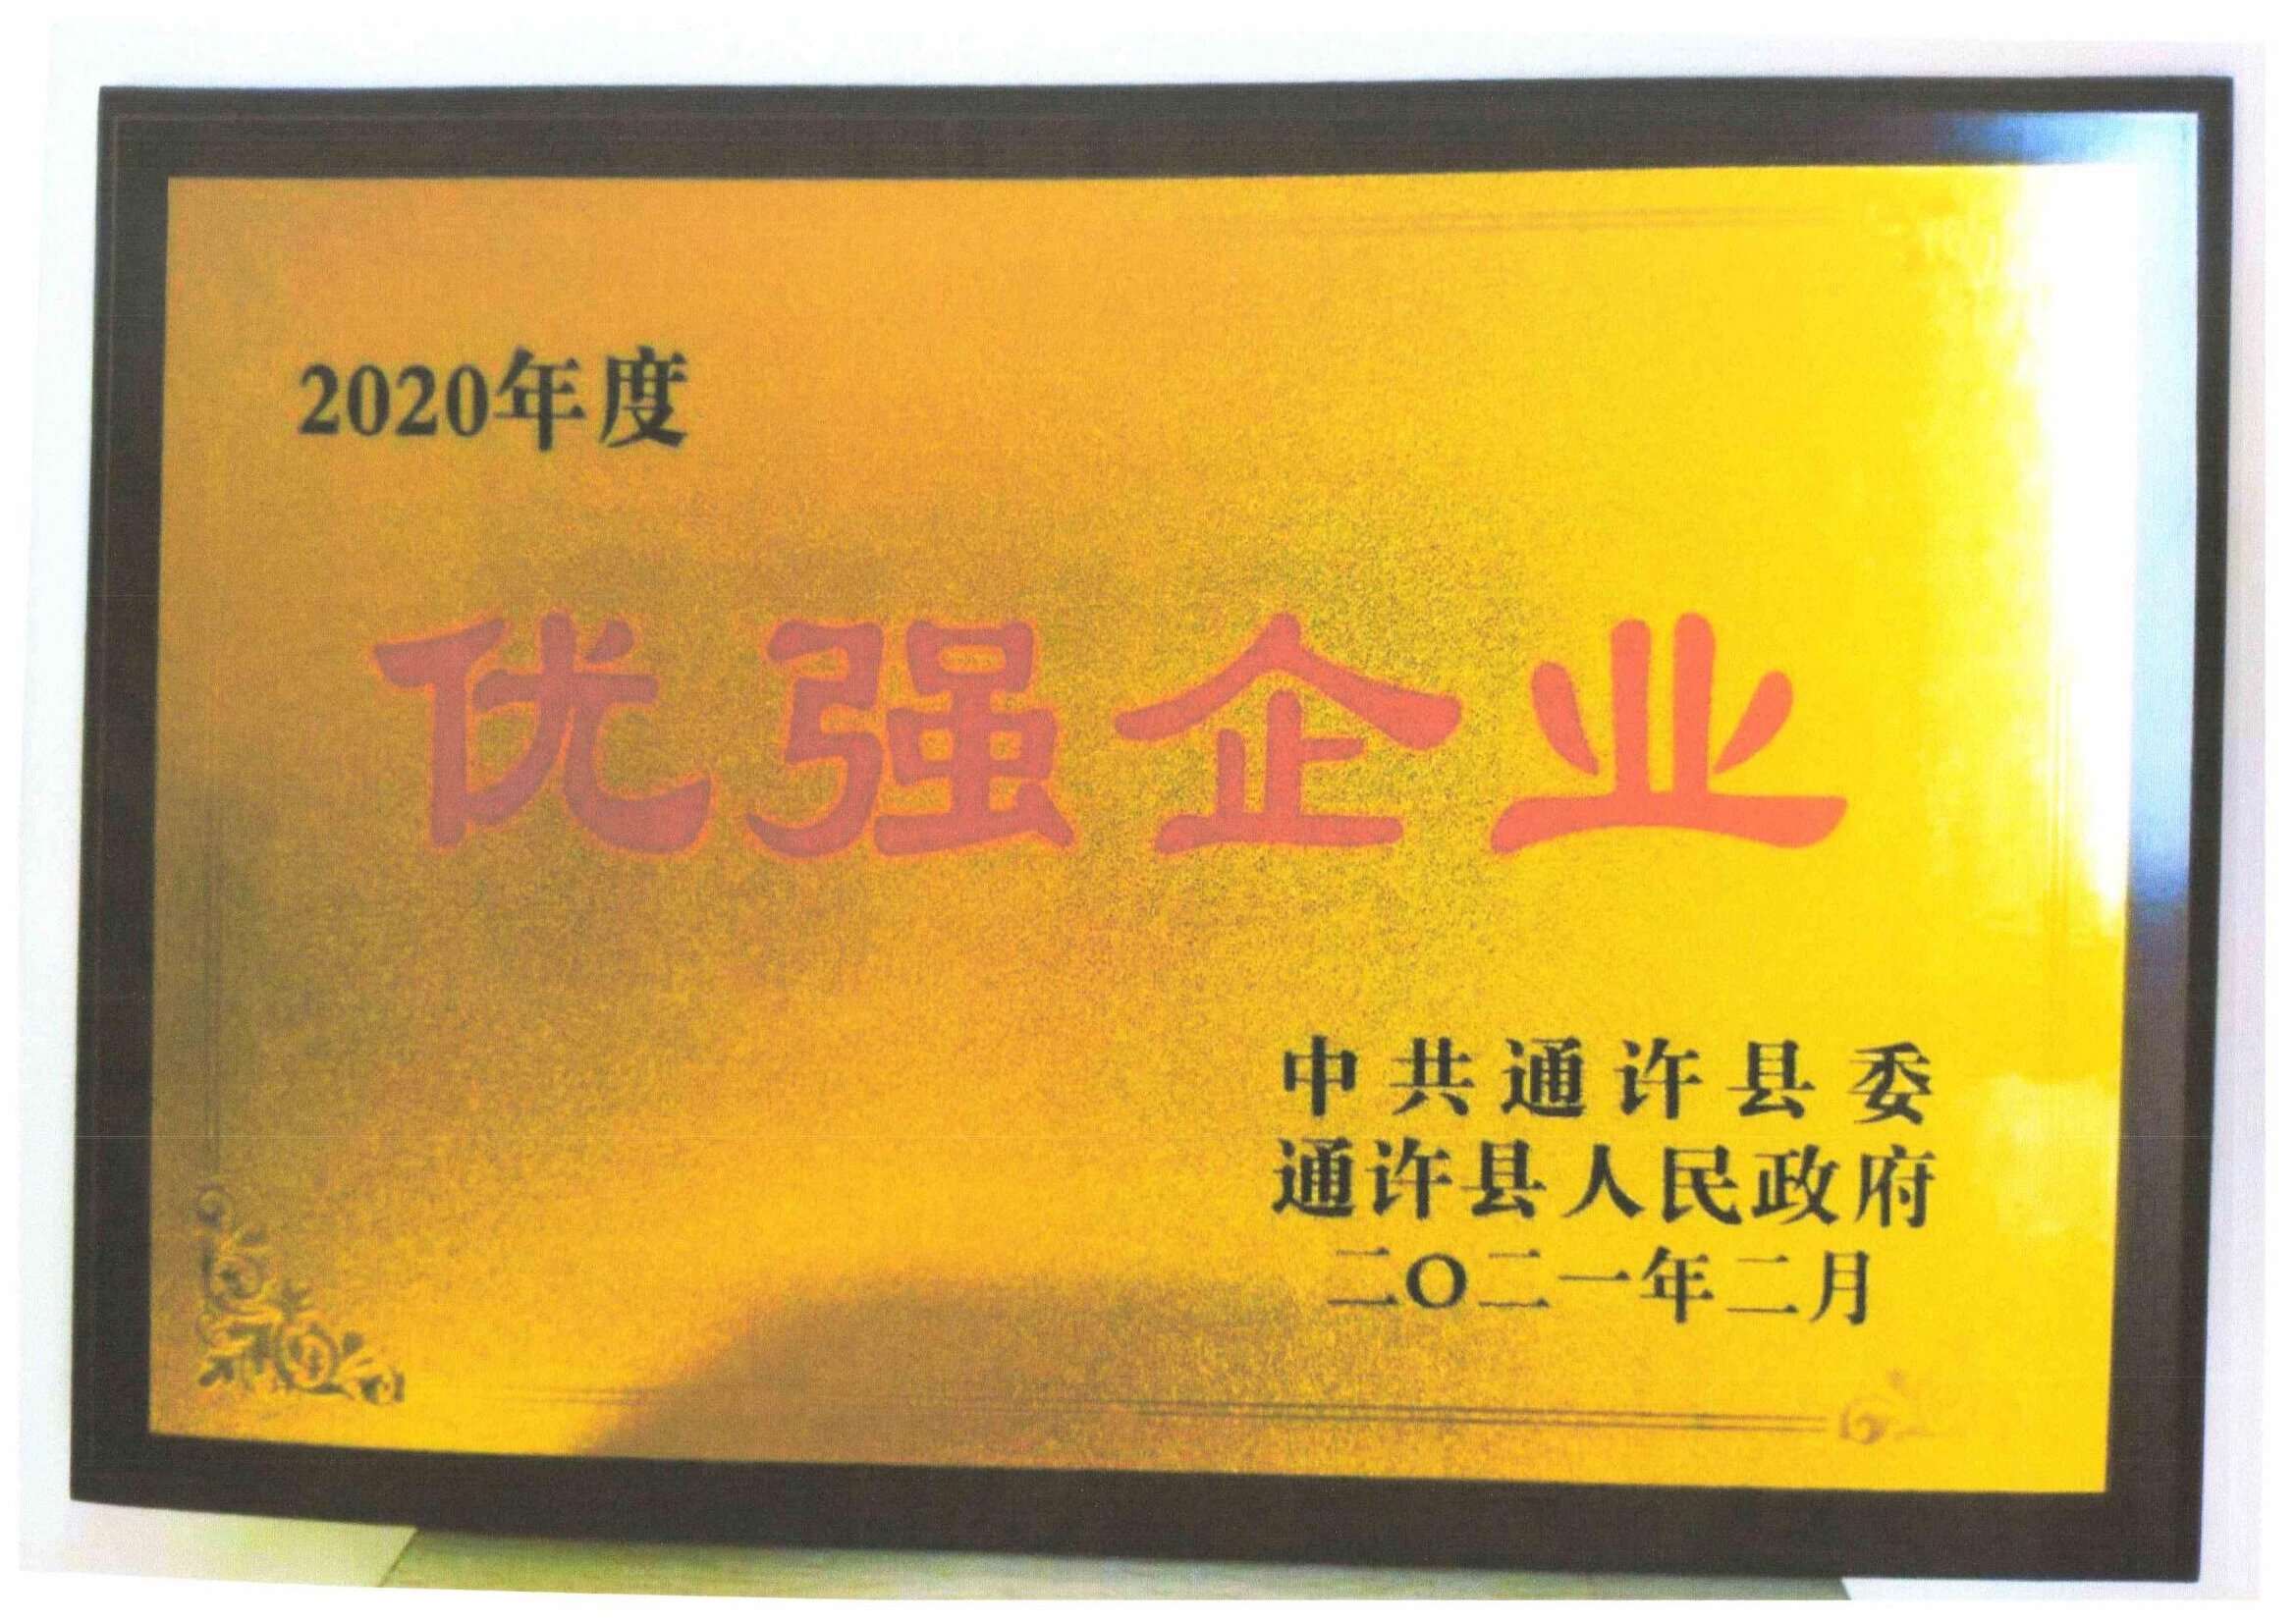 2020年度
优强企业
中共通许县委
通许县人民政府
二〇二一年二月